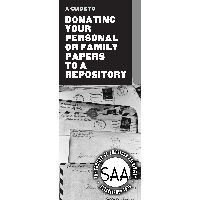 A GUIDE TO
DONATING
YOUR
PERSONAL
OR FAMILY
PAPERS
TO A
REPOSITORY
SAA